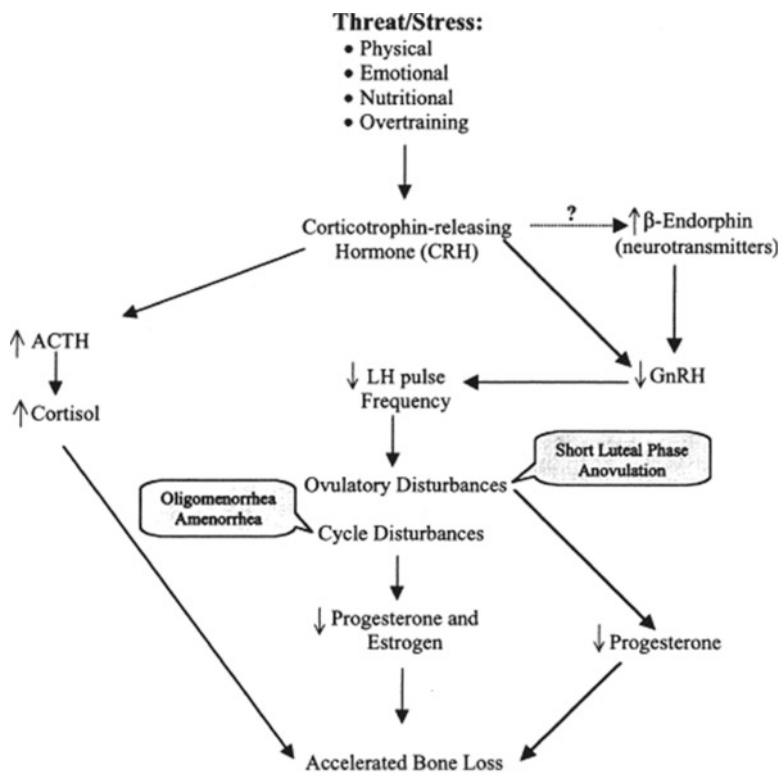 Threat/Stress:
• Physical
• Emotional
• Nutritional
• Overtraining
Corticotrophin-releasing
Hormone (CRH)
?
↑ β-Endorphin
(neurotransmitters)
↑ ACTH
↑ Cortisol
↓ LH pulse
Frequency
↓ GnRH
Short Luteal Phase
Anovulation
Ovulatory Disturbances
Oligomenorrhea
Amenorrhea
Cycle Disturbances
↓ Progesterone and
Estrogen
↓ Progesterone
Accelerated Bone Loss